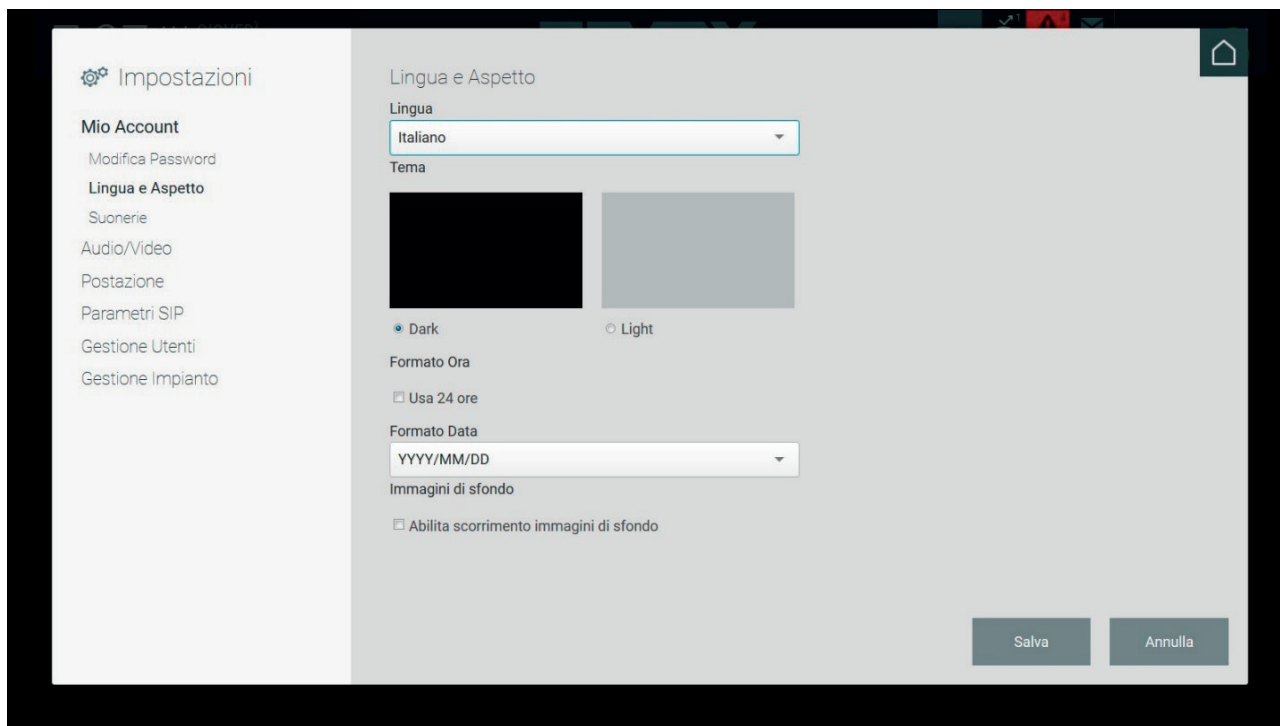 Impostazioni
Mio Account
Modifica Password
Lingua e Aspetto
Suonerie
Audio/Video
Postazione
Parametri SIP
Gestione Utenti
Gestione Impianto
Lingua e Aspetto
Lingua
Italiano
Tema
Dark
Light
Formato Ora
Usa 24 ore
Formato Data
YYYY/MM/DD
Immagini di sfondo
Abilita scorrimento immagini di sfondo
Salva
Annulla